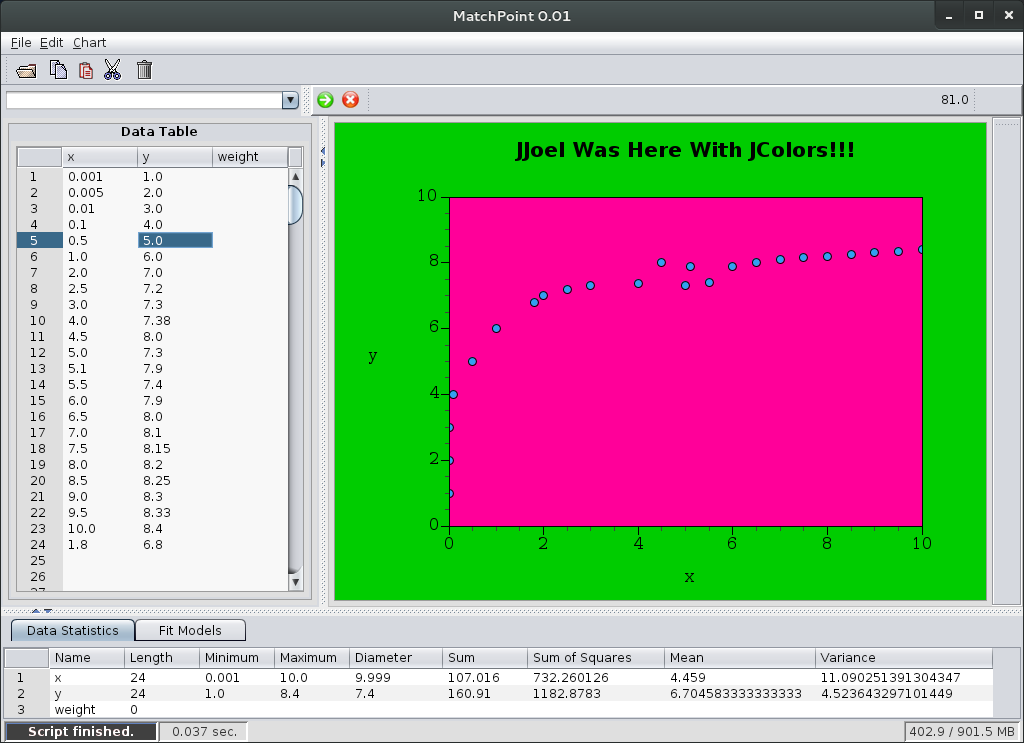 MatchPoint 0.01
File Edit Chart
81.0
Data Table
x y weight
1 0.001 1.0
2 0.005 2.0
3 0.01 3.0
4 0.1 4.0
5 0.5 5.0
6 1.0 6.0
7 2.0 7.0
8 2.5 7.2
9 3.0 7.3
10 4.0 7.38
11 4.5 8.0
12 5.0 7.3
13 5.1 7.9
14 5.5 7.4
15 6.0 7.9
16 6.5 8.0
17 7.0 8.1
18 7.5 8.15
19 8.0 8.2
20 8.5 8.25
21 9.0 8.3
22 9.5 8.33
23 10.0 8.4
24 1.8 6.8
25
26
JJoel Was Here With JColors!!!
10
8
6
y
4
2
0
0 2 4 6 8 10
x
Data Statistics Fit Models
Name Length Minimum Maximum Diameter Sum Sum of Squares Mean Variance
1 x 24 0.001 10.0 9.999 107.016 732.260126 4.459 11.090251391304347
2 y 24 1.0 8.4 7.4 160.91 1182.8783 6.704583333333333 4.523643297101449
3 weight 0
Script finished. 0.037 sec. 402.9 / 901.5 MB